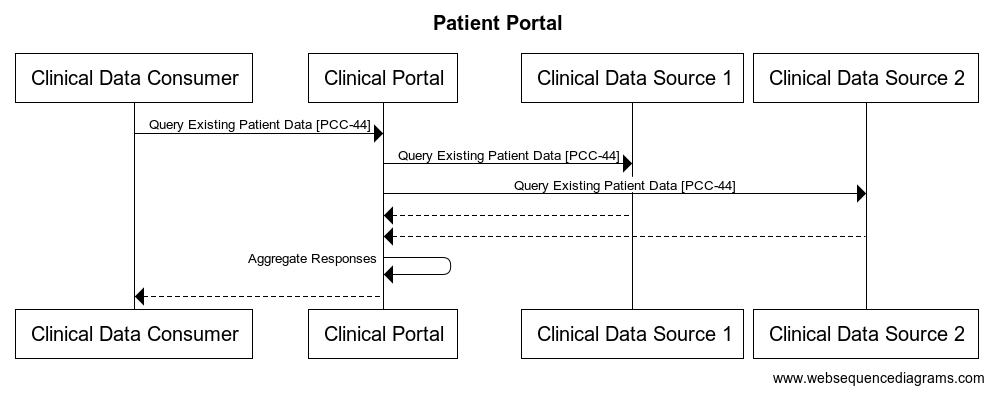 Patient Portal
Clinical Data Consumer
Clinical Portal
Clinical Data Source 1
Clinical Data Source 2
Query Existing Patient Data [PCC-44]
Query Existing Patient Data [PCC-44]
Query Existing Patient Data [PCC-44]
Aggregate Responses
Clinical Data Consumer
Clinical Portal
Clinical Data Source 1
Clinical Data Source 2
www.websequencediagrams.com